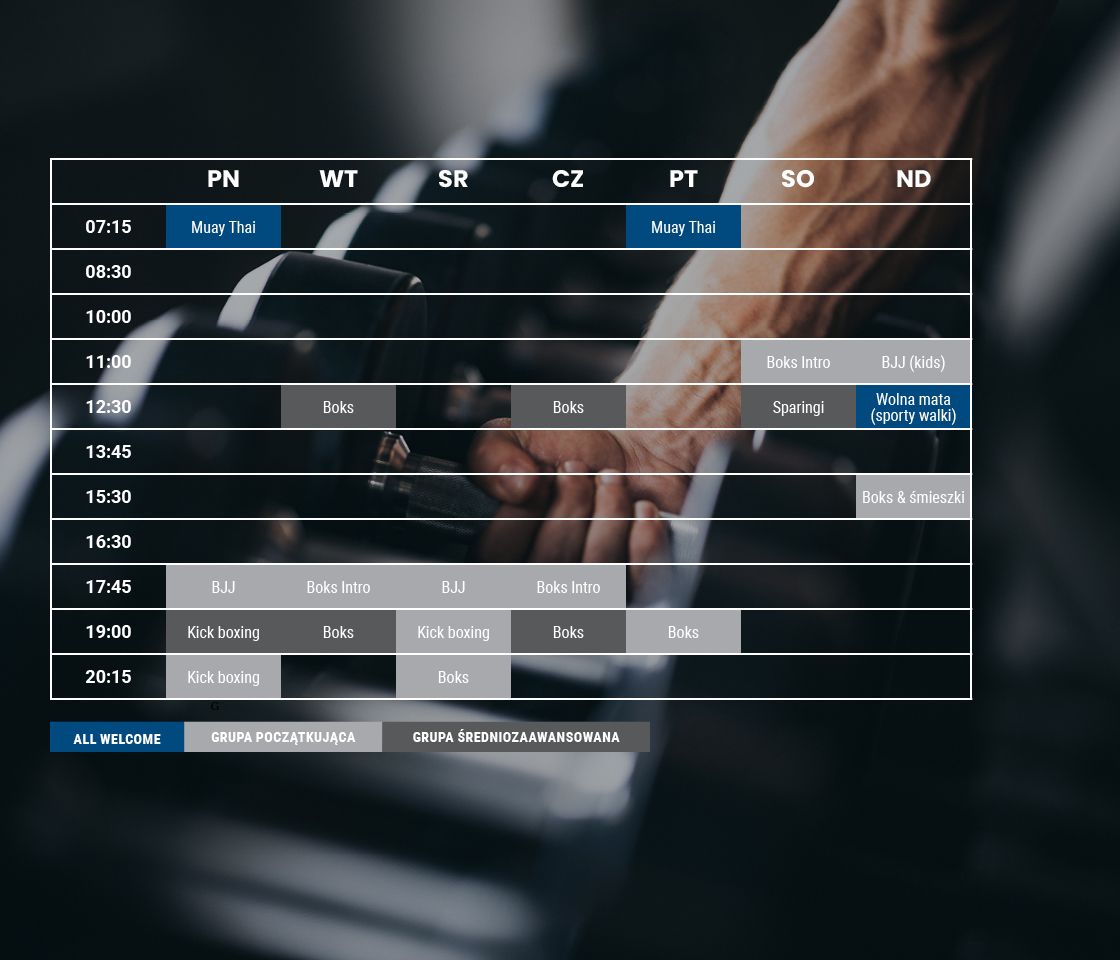 PN WT SR CZ PT SO ND
07:15 Muay Thai Muay Thai
08:30
10:00
11:00 Boks Intro BJJ (kids)
12:30 Boks Boks Sparingi Wolna mata
(sporty walki)
13:45
15:30 Boks & śmieszki
16:30
17:45 BJJ Boks Intro BJJ Boks Intro
19:00 Kick boxing Boks Kick boxing Boks Boks
20:15 Kick boxing Boks
G
ALL WELCOME GRUPA POCZĄTKUJĄCA GRUPA ŚREDNIOZAAWANSOWANA